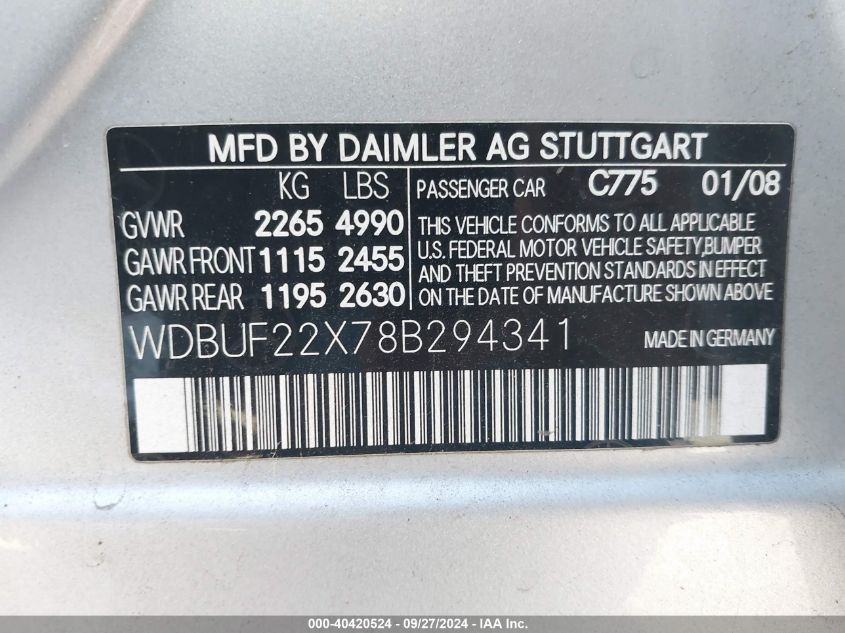 MFD BY DAIMLER AG STUTTGART
KG LBS
GVWR 2265 4990
GAWR FRONT 1115 2455
GAWR REAR 1195 2630
PASSENGER CAR C775 01/08
THIS VEHICLE CONFORMS TO ALL APPLICABLE
U.S. FEDERAL MOTOR VEHICLE SAFETY,BUMPER
AND THEFT PREVENTION STANDARDS IN EFFECT
ON THE DATE OF MANUFACTURE SHOWN ABOVE
WDBUF22X78B294341 MADE IN GERMANY
000-40420524 - 09/27/2024 - IAA Inc.